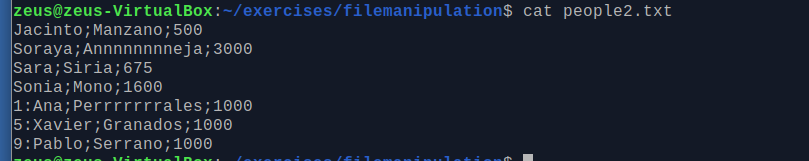 zeus@zeus-VirtualBox:~/exercises/filemanipulation$ cat people2.txt
Jacinto;Manzano;500
Soraya;Annnnnnnneja;3000
Sara;Siria;675
Sonia;Mono;1600
1:Ana;Perrrrrrrales;1000
5:Xavier;Granados;1000
9:Pablo;Serrano;1000
zeus@zeus-VirtualBox:~/exercises/filemanipulation$